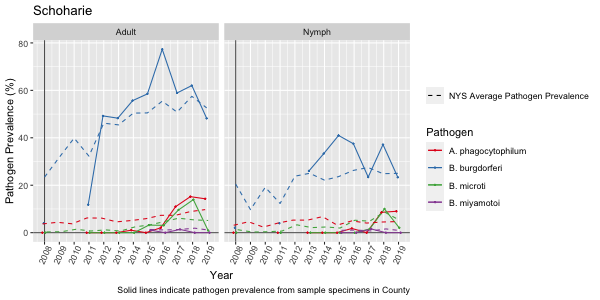 Schoharie
Adult
Nymph
Pathogen Prevalence (%)
80
60
40
20
0
2008 2009 2010 2011 2012 2013 2014 2015 2016 2017 2018 2019
2008 2009 2010 2011 2012 2013 2014 2015 2016 2017 2018 2019
Year
Solid lines indicate pathogen prevalence from sample specimens in County
NYS Average Pathogen Prevalence
Pathogen
A. phagocytophilum
B. burgdorferi
B. microti
B. miyamotoi